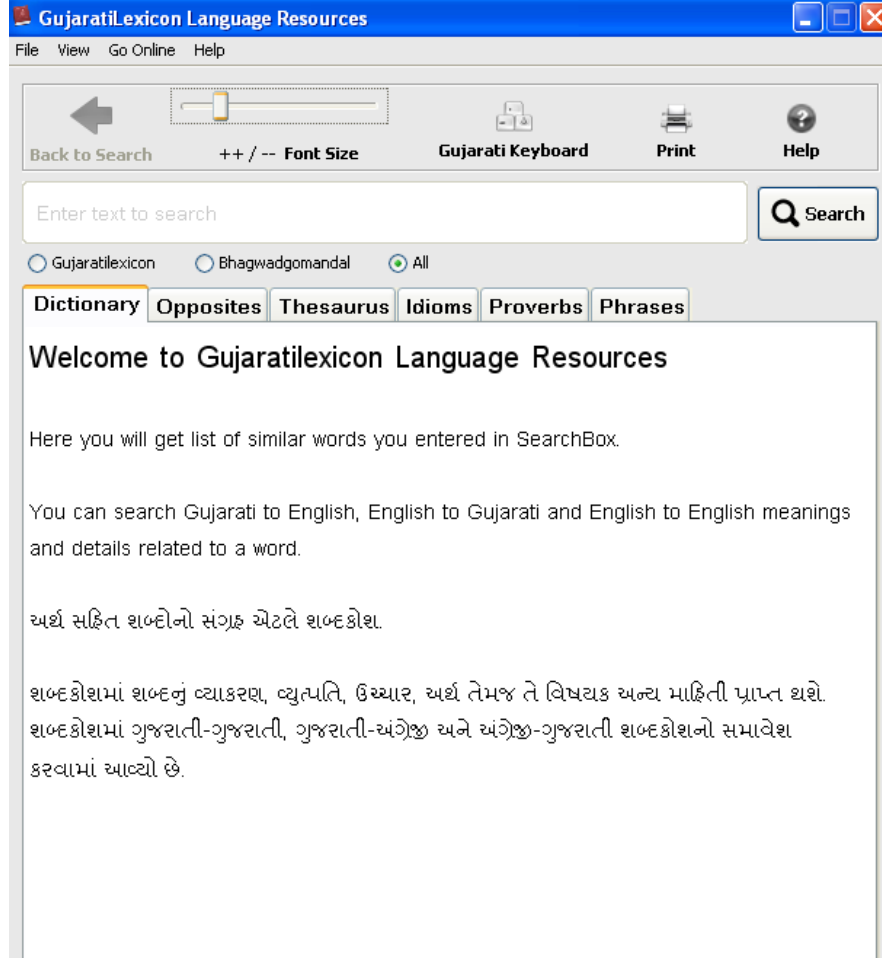 GujaratiLexicon Language Resources
File View Go Online Help
Back to Search ++ / -- Font Size Gujarati Keyboard Print Help
Enter text to search Search
Gujaratilexicon Bhagwadgomandal All
Dictionary Opposites Thesaurus Idioms Proverbs Phrases
Welcome to Gujaratilexicon Language Resources
Here you will get list of similar words you entered in SearchBox.
You can search Gujarati to English, English to Gujarati and English to English meanings
and details related to a word.
અર્થ સહિત શબ્દોનો સંગ્રહ એટલે શબ્દકોશ.
શબ્દકોશમાં શબ્દનું વ્યાકરણ, વ્યુત્પતિ, ઉચ્ચાર, અર્થ તેમજ તે વિષયક અન્ય માહિતી પ્રાપ્ત થશે.
શબ્દકોશમાં ગુજરાતી-ગુજરાતી, ગુજરાતી-અંગ્રેજી અને અંગ્રેજી-ગુજરાતી શબ્દકોશનો સમાવેશ
કરવામાં આવ્યો છે.